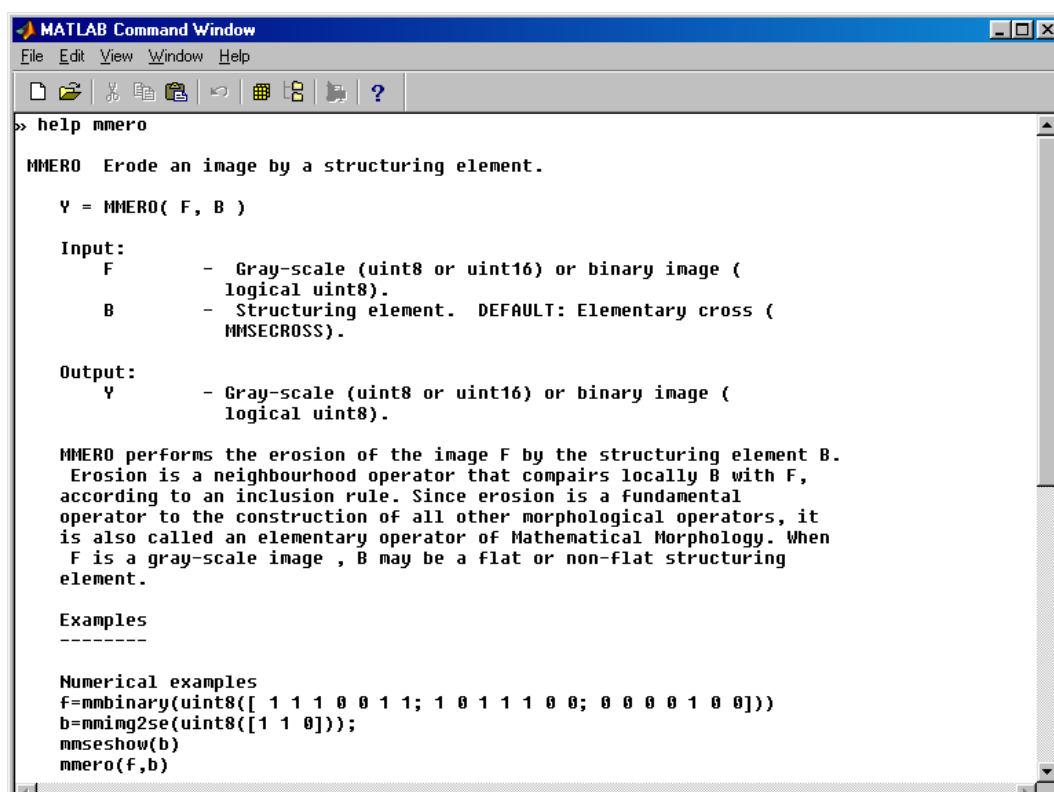 MATLAB Command Window
File Edit View Window Help
?
» help mmero
MMERO Erode an image by a structuring element.
Y = MMERO( F, B )
Input:
F - Gray-scale (uint8 or uint16) or binary image (
logical uint8).
B - Structuring element. DEFAULT: Elementary cross (
MMSECROSS).
Output:
Y - Gray-scale (uint8 or uint16) or binary image (
logical uint8).
MMERO performs the erosion of the image F by the structuring element B.
Erosion is a neighbourhood operator that compairs locally B with F,
according to an inclusion rule. Since erosion is a fundamental
operator to the construction of all other morphological operators, it
is also called an elementary operator of Mathematical Morphology. When
F is a gray-scale image , B may be a flat or non-flat structuring
element.
Examples
--------
Numerical examples
f=mmbinary(uint8([ 1 1 1 0 0 1 1; 1 0 1 1 1 0 0; 0 0 0 0 1 0 0]))
b=mmimg2se(uint8([1 1 0]));
mmseshow(b)
mmero(f,b)